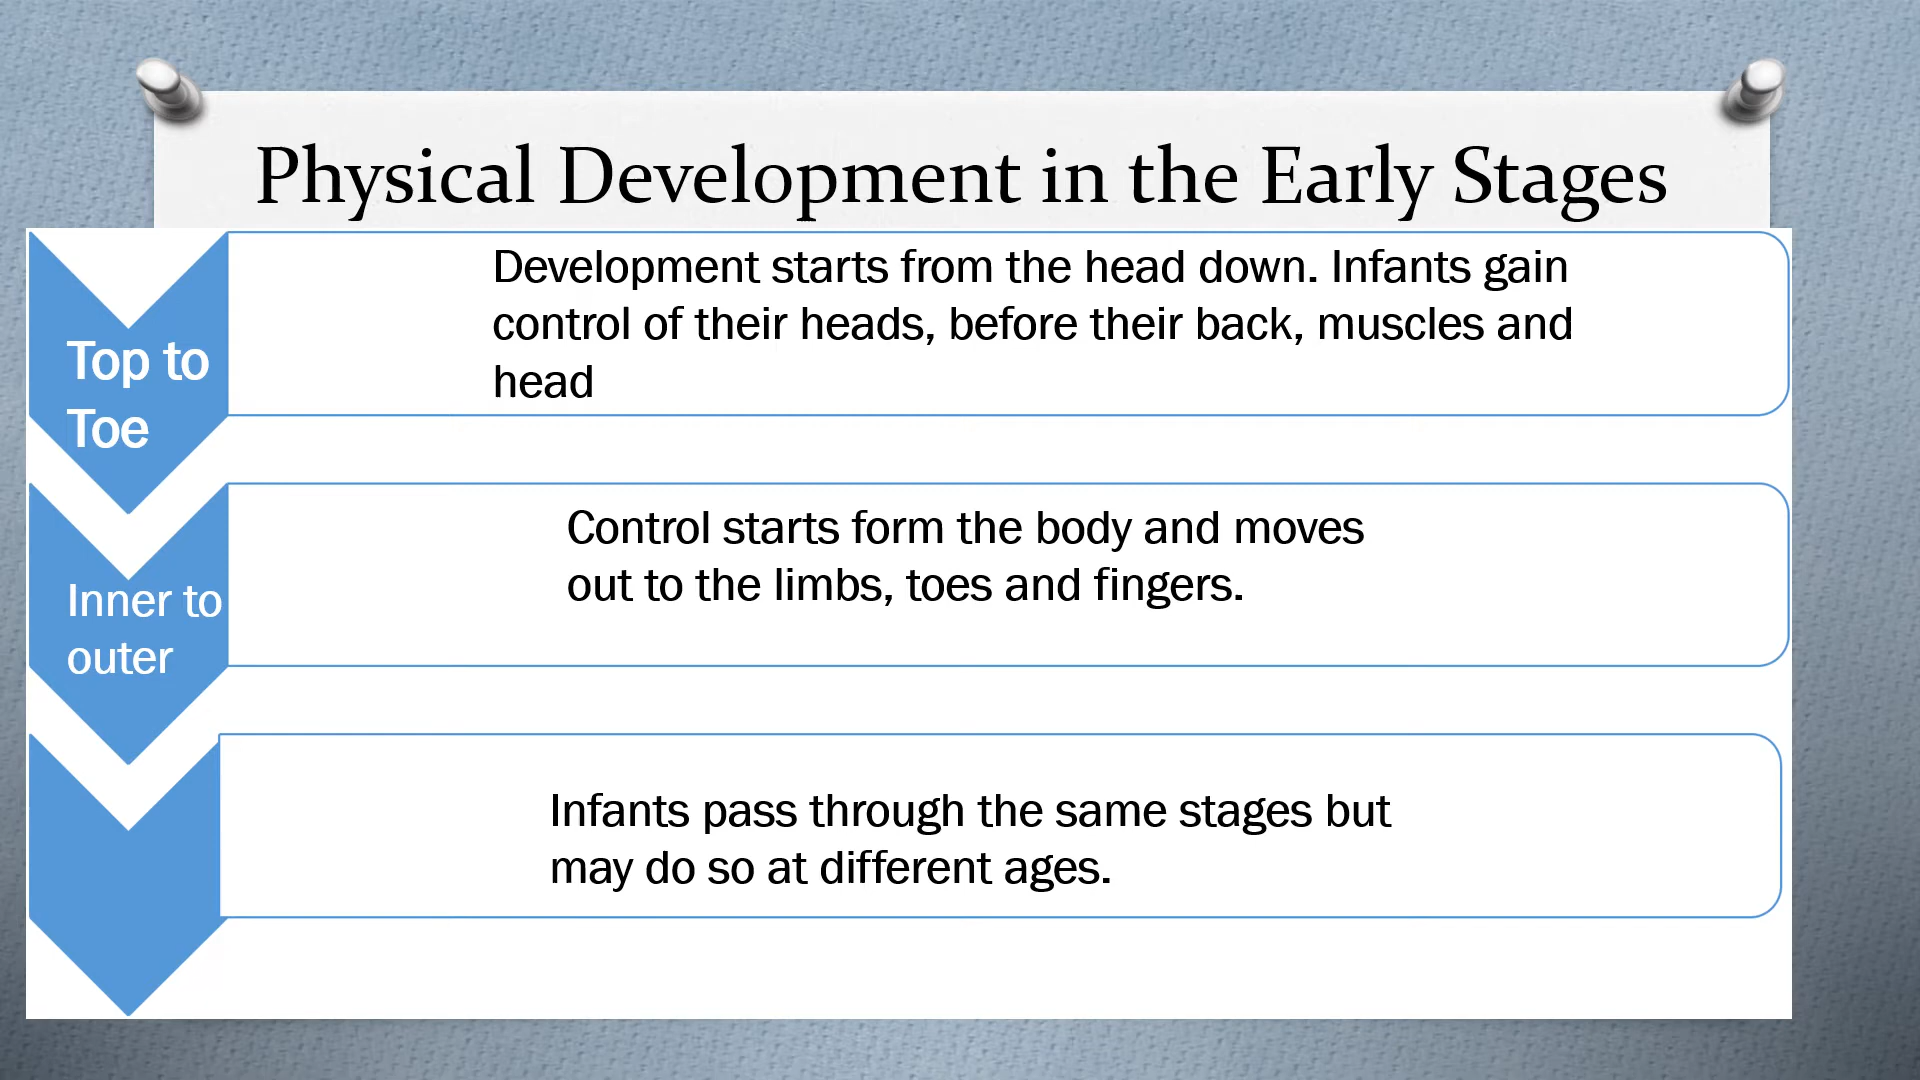 Physical Development in the Early Stages
Top to
Toe
Development starts from the head down. Infants gain
control of their heads, before their back, muscles and
head
Inner to
outer
Control starts form the body and moves
out to the limbs, toes and fingers.
Infants pass through the same stages but
may do so at different ages.